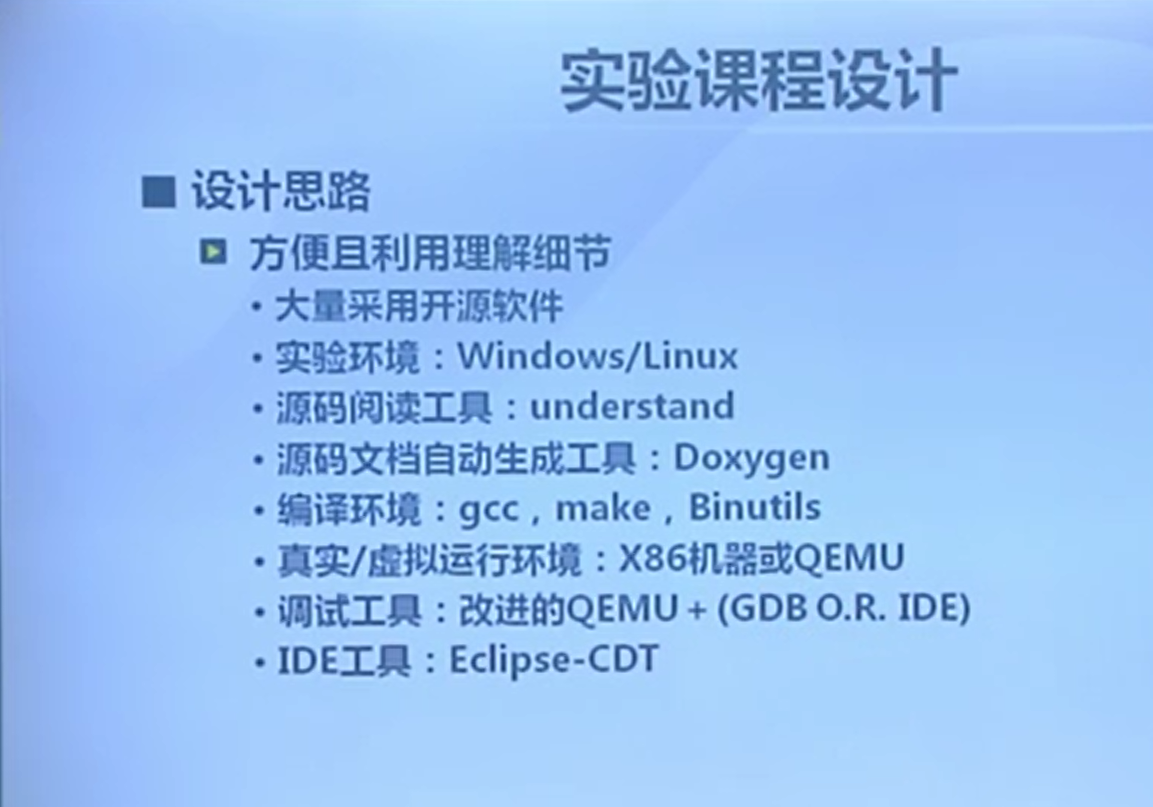 实验课程设计
设计思路
方便且利用理解细节
• 大量采用开源软件
• 实验环境：Windows/Linux
• 源码阅读工具：understand
• 源码文档自动生成工具：Doxygen
• 编译环境：gcc，make，Binutils
• 真实/虚拟运行环境：X86机器或QEMU
• 调试工具：改进的QEMU + (GDB O.R. IDE)
• IDE工具：Eclipse-CDT